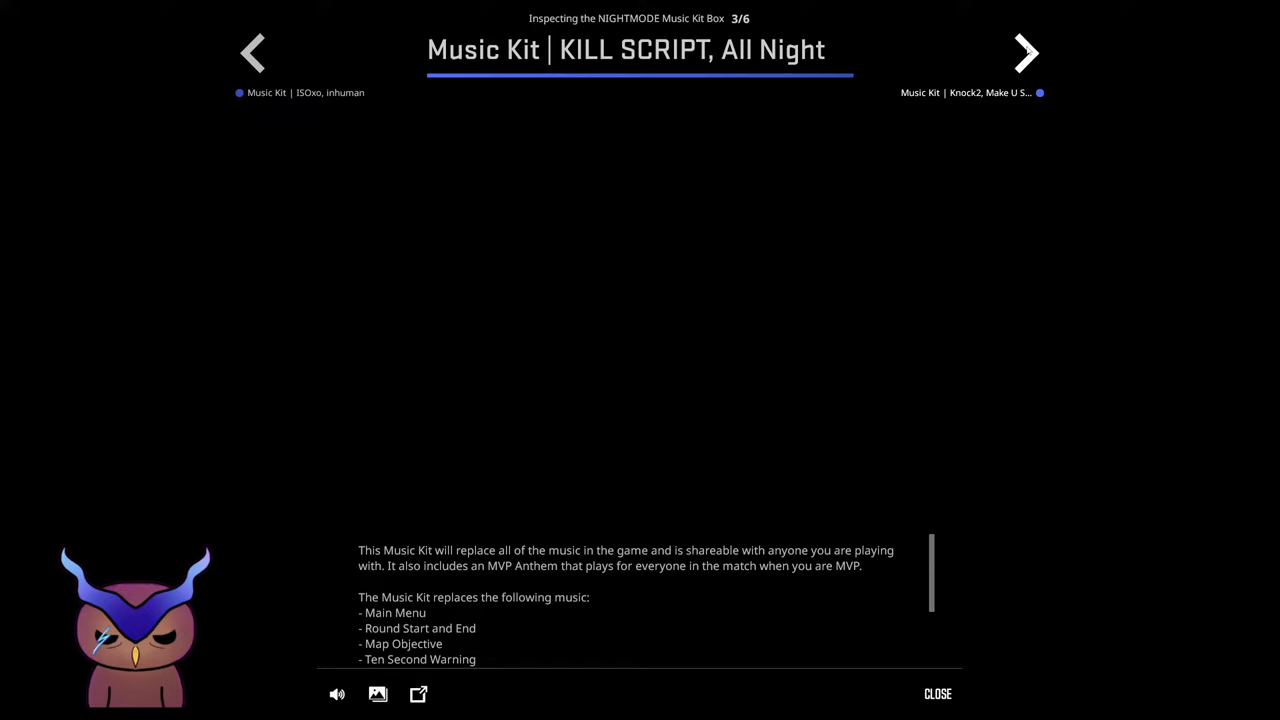 Inspecting the NIGHTMODE Music Kit Box 3/6
Music Kit | KILL SCRIPT, All Night
Music Kit | ISOxo, inhuman
Music Kit | Knock2, Make U S...
This Music Kit will replace all of the music in the game and is shareable with anyone you are playing
with. It also includes an MVP Anthem that plays for everyone in the match when you are MVP.
The Music Kit replaces the following music:
- Main Menu
- Round Start and End
- Map Objective
- Ten Second Warning
CLOSE